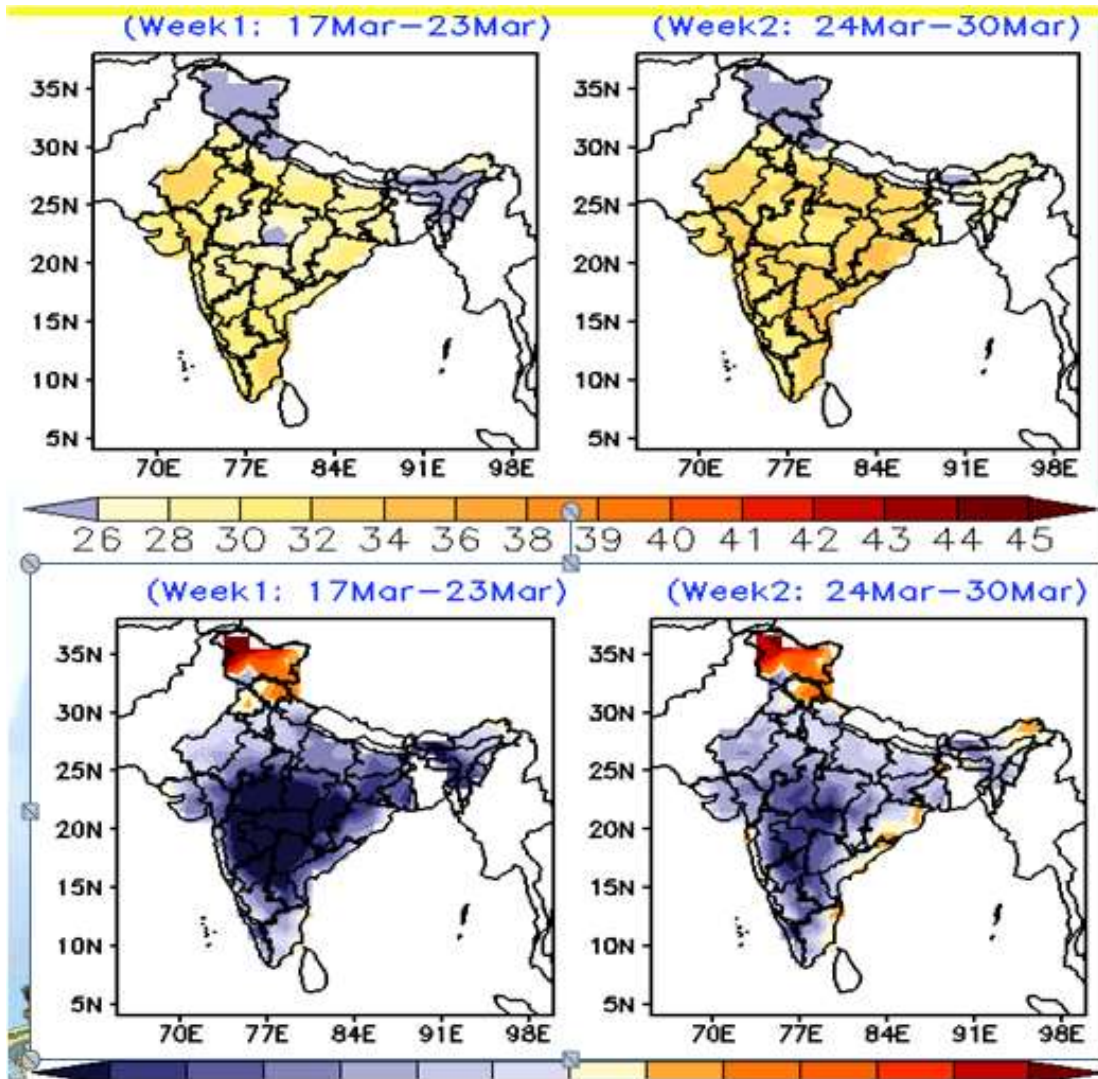 (Week1: 17Mar–23Mar) (Week2: 24Mar–30Mar)
35N 35N
30N 30N
25N 25N
20N 20N
15N 15N
10N 10N
5N 5N
70E 77E 84E 91E 98E 70E 77E 84E 91E 98E
26 28 30 32 34 36 38 39 40 41 42 43 44 45
(Week1: 17Mar–23Mar) (Week2: 24Mar–30Mar)
35N 35N
30N 30N
25N 25N
20N 20N
15N 15N
10N 10N
5N 5N
70E 77E 84E 91E 98E 70E 77E 84E 91E 98E